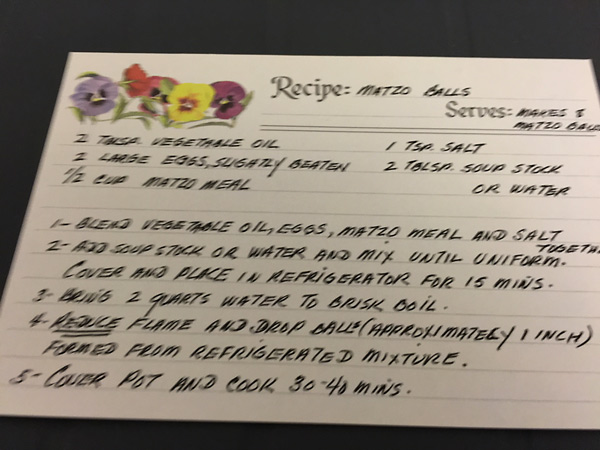 Recipe: MATZO BALLS
Serves: MAKES 8
MATZO BALLS
2 TBLSP. VEGETABLE OIL
1 TSP. SALT
2 LARGE EGGS, SLIGHTLY BEATEN
2 TBLSP. SOUP STOCK
1/2 CUP MATZO MEAL
OR WATER
1- BLEND VEGETABLE OIL, EGGS, MATZO MEAL AND SALT
TOGETHE
2- ADD SOUP STOCK OR WATER AND MIX UNTIL UNIFORM.
COVER AND PLACE IN REFRIGERATOR FOR 15 MINS.
3- BRING 2 QUARTS WATER TO BRISK BOIL.
4- REDUCE FLAME AND DROP BALLS (APPROXIMATELY 1 INCH)
FORMED FROM REFRIGERATED MIXTURE.
5- COVER POT AND COOK 30-40 MINS.